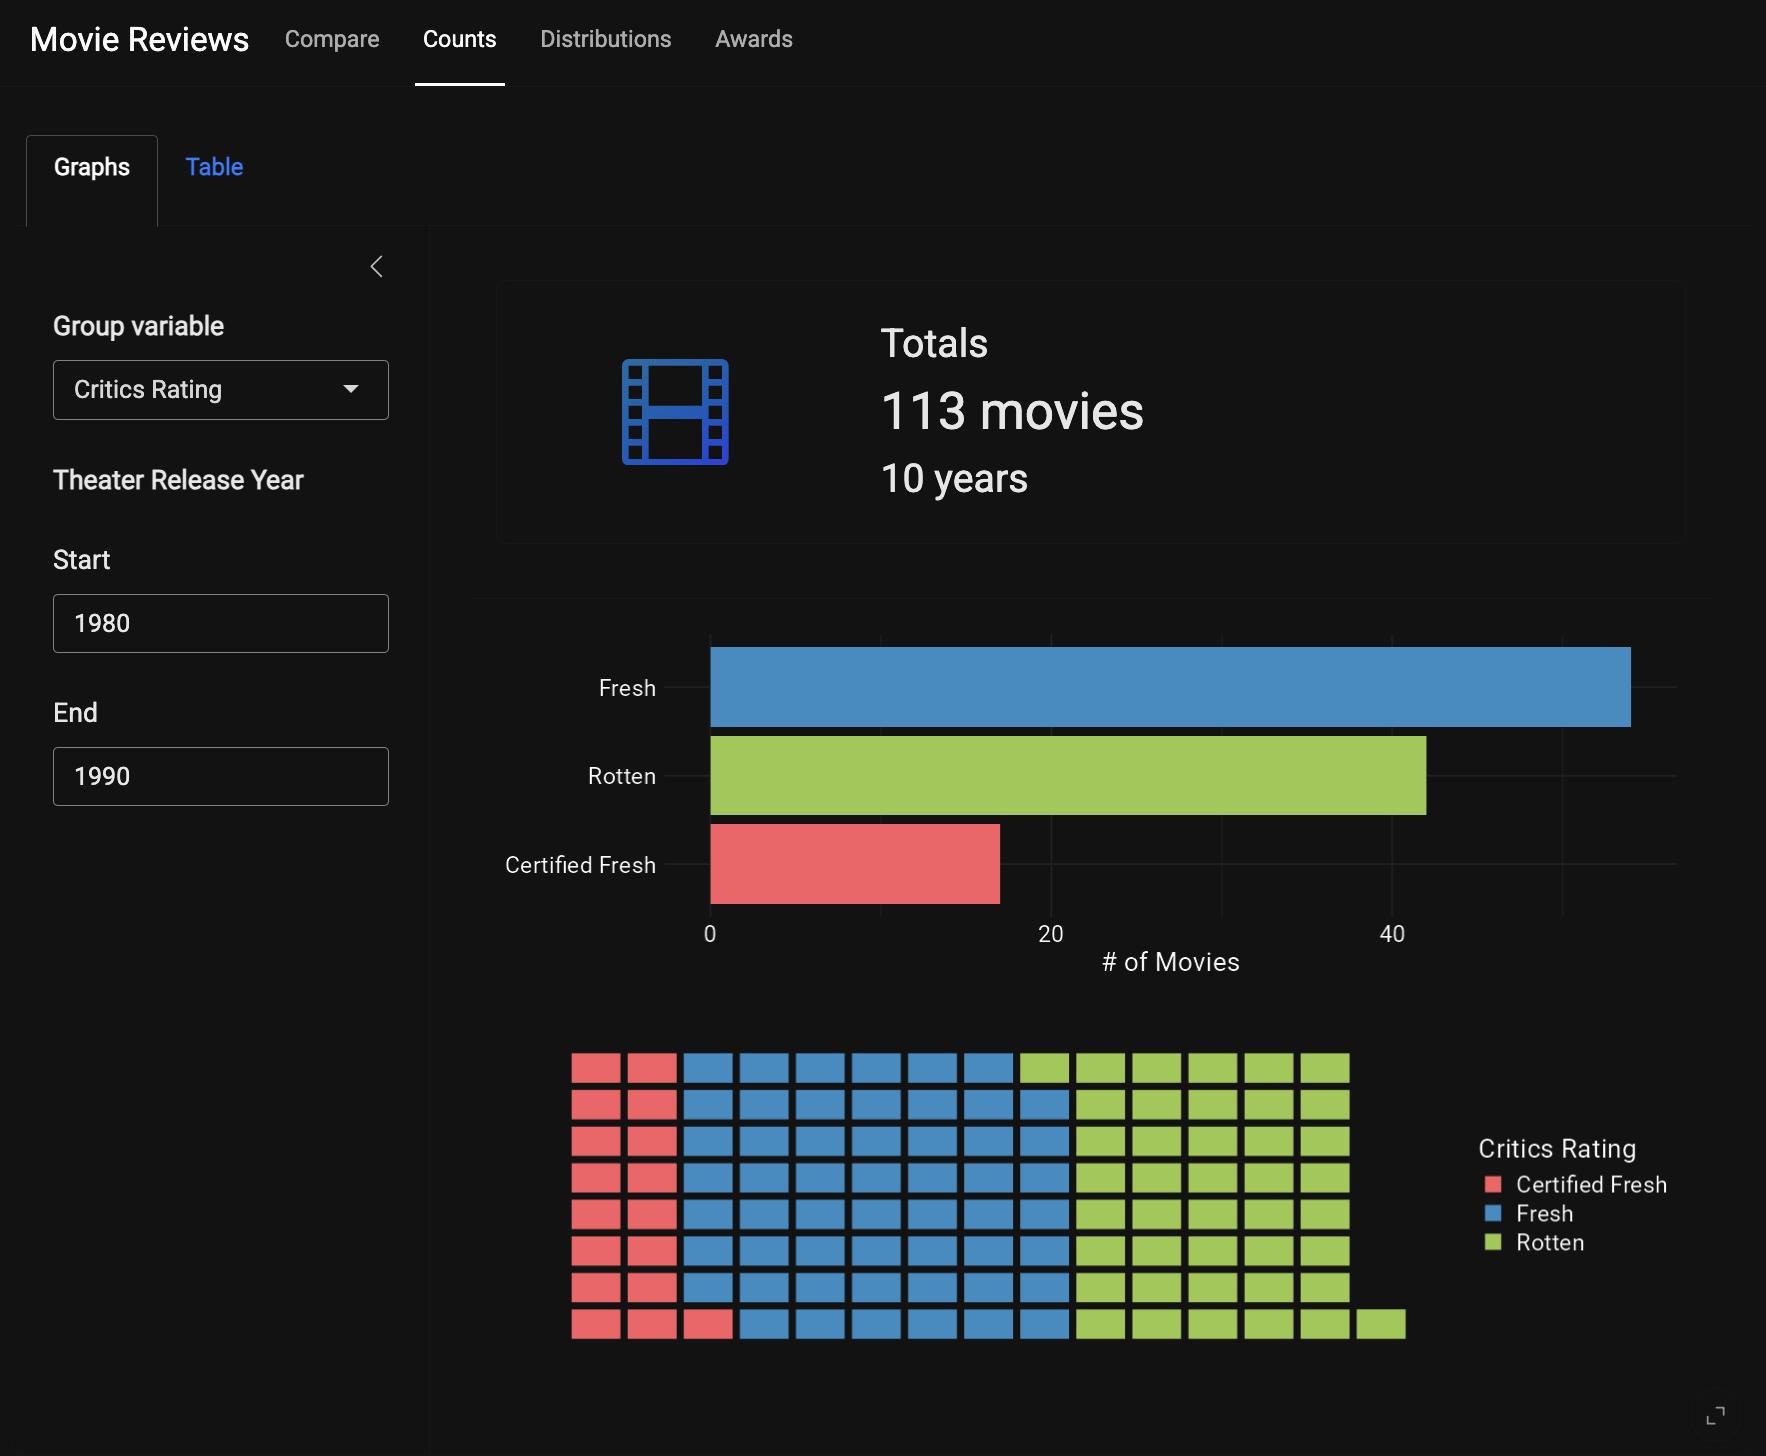 Movie Reviews Compare Counts Distributions Awards
Graphs Table
Group variable
Critics Rating
Theater Release Year
Start
1980
End
1990
Totals
113 movies
10 years
Fresh
Rotten
Certified Fresh
0 20 40
# of Movies
Critics Rating
Certified Fresh
Fresh
Rotten